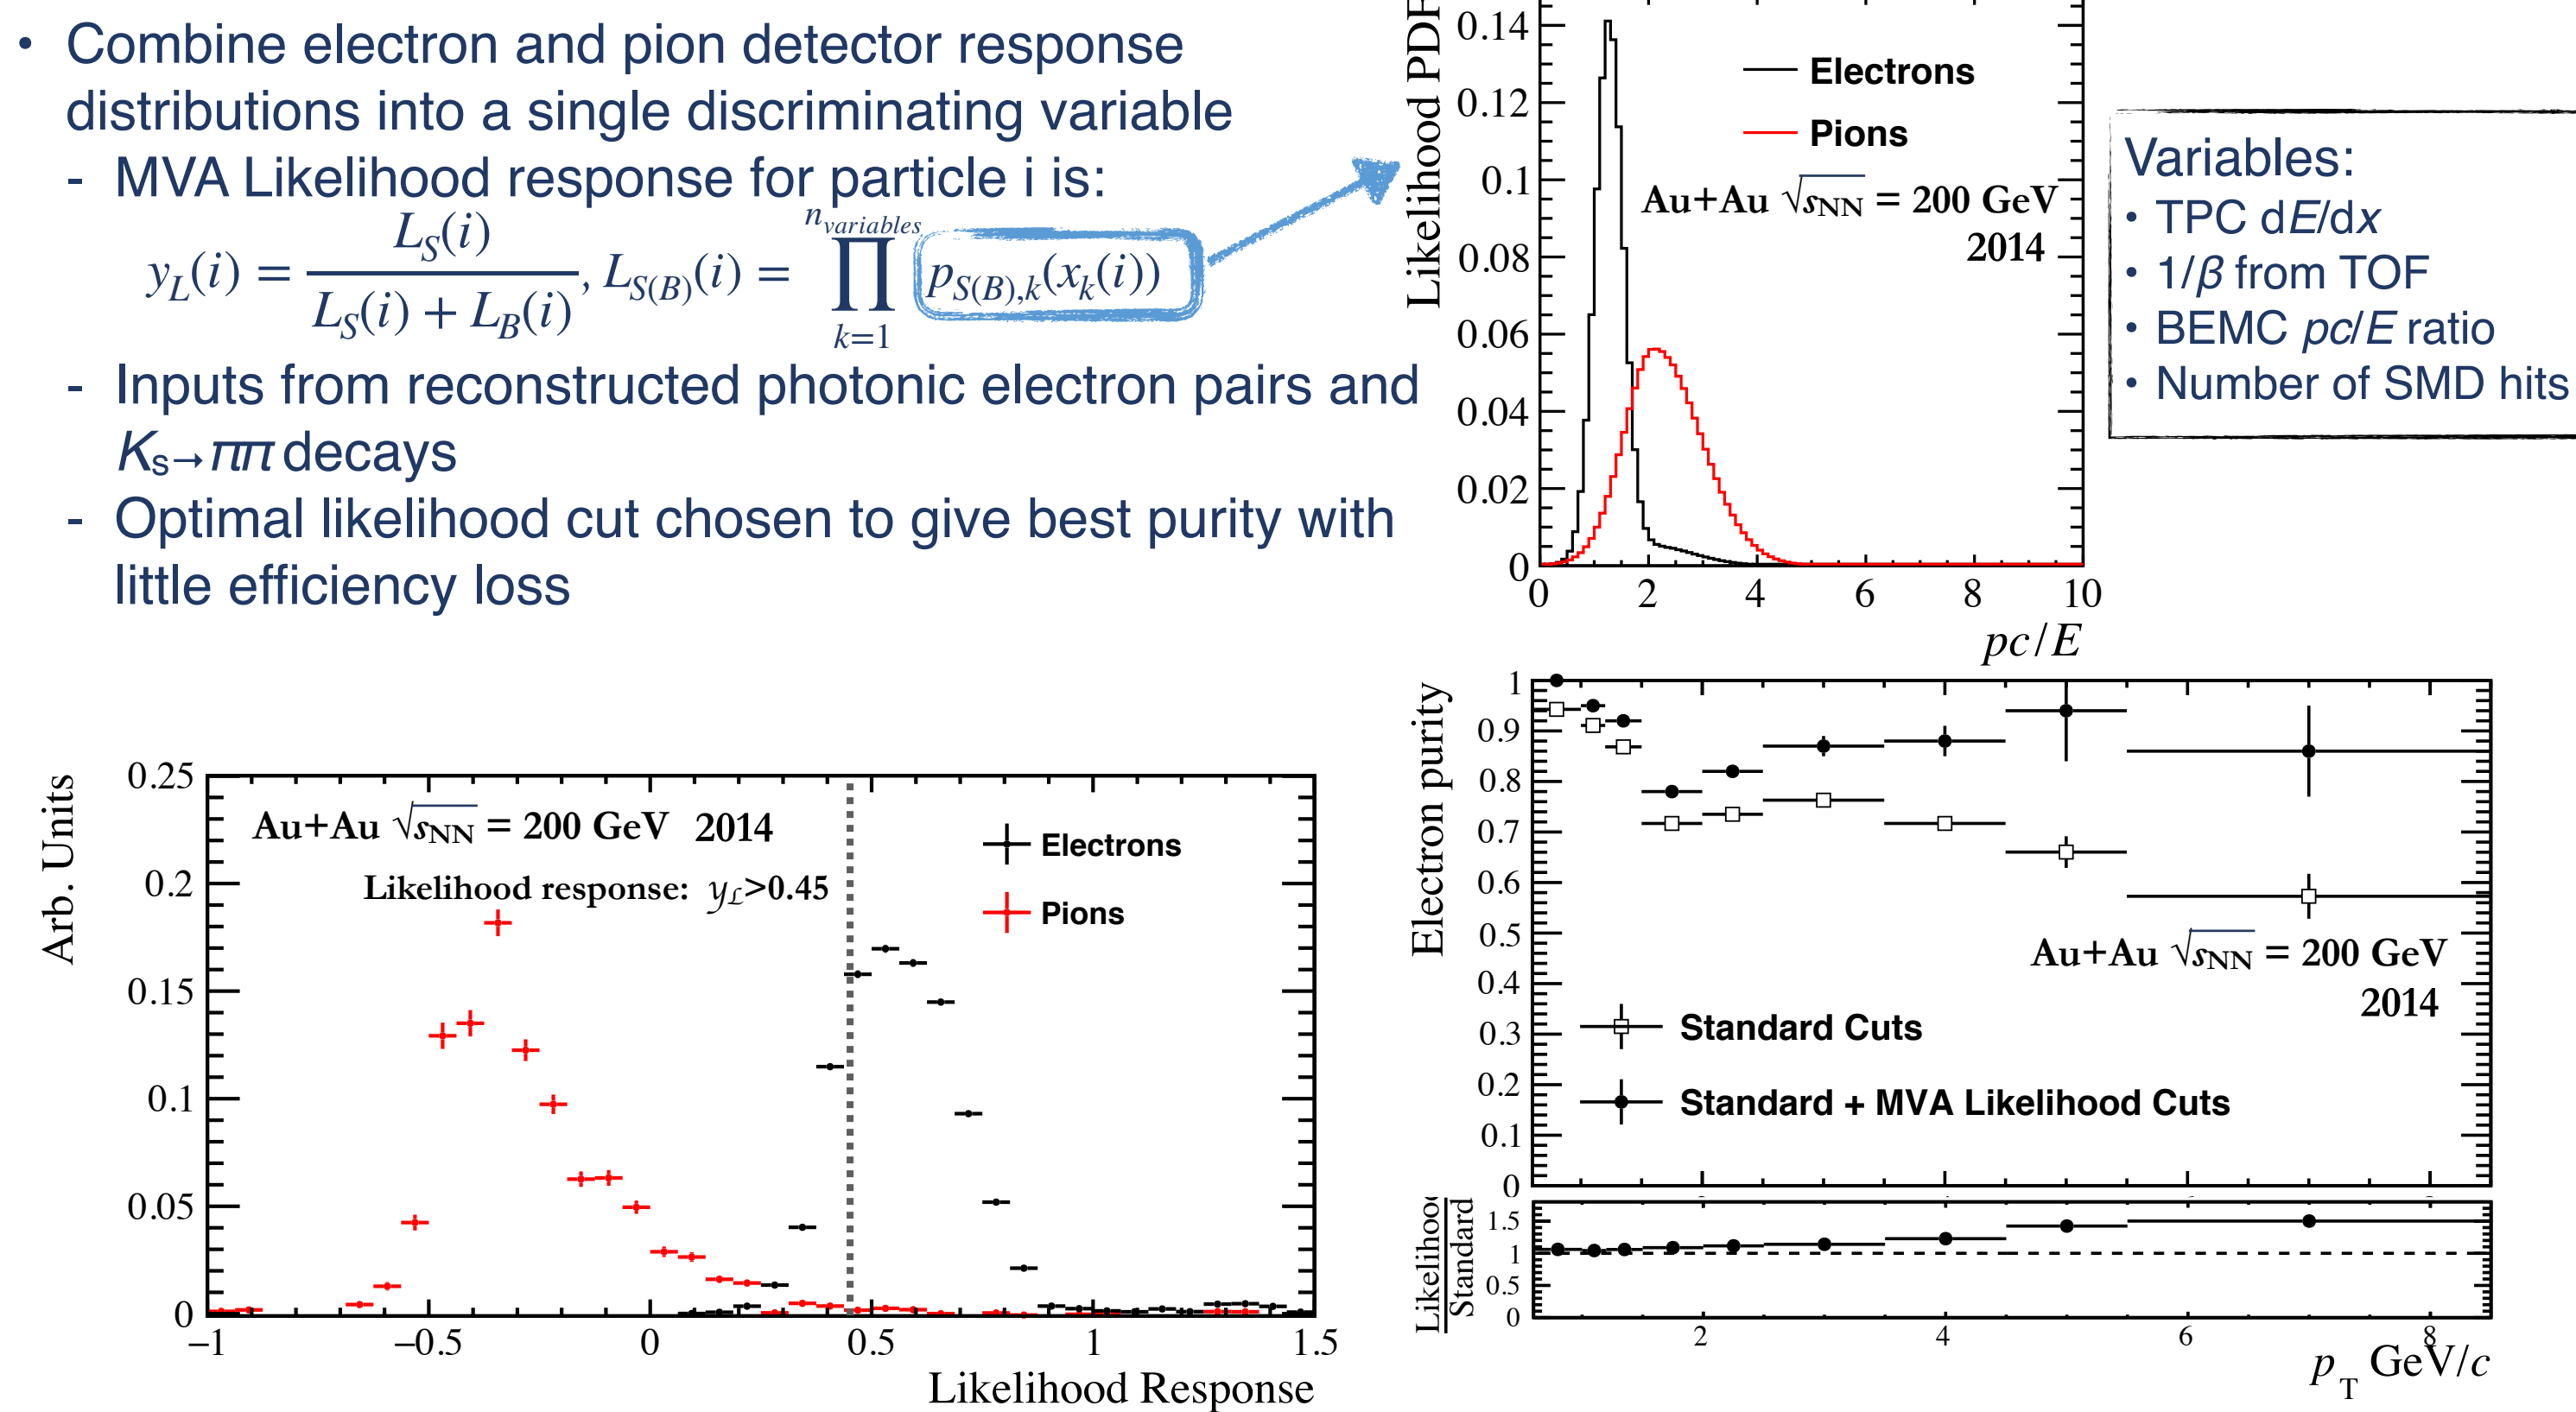 • Combine electron and pion detector response
distributions into a single discriminating variable
- MVA Likelihood response for particle i is:
y_L(i) = L_S(i) / (L_S(i) + L_B(i)), L_{S(B)}(i) = ∏_{k=1}^{n_{variables}} p_{S(B),k}(x_k(i))
- Inputs from reconstructed photonic electron pairs and
K_s→ππ decays
- Optimal likelihood cut chosen to give best purity with
little efficiency loss
Likelihood PDF
0.14
0.12
0.1
0.08
0.06
0.04
0.02
0
Electrons
Pions
Au+Au √s_NN = 200 GeV
2014
0 2 4 6 8 10
pc/E
Variables:
• TPC dE/dx
• 1/β from TOF
• BEMC pc/E ratio
• Number of SMD hits
Arb. Units
0.25
0.2
0.15
0.1
0.05
0
Au+Au √s_NN = 200 GeV 2014
Likelihood response: y_ℒ>0.45
Electrons
Pions
−1 −0.5 0 0.5 1 1.5
Likelihood Response
Electron purity
1
0.9
0.8
0.7
0.6
0.5
0.4
0.3
0.2
0.1
0
Au+Au √s_NN = 200 GeV
2014
Standard Cuts
Standard + MVA Likelihood Cuts
Likelihood
Standard
1.5
1
0.5
0
2 4 6 8
p_T GeV/c